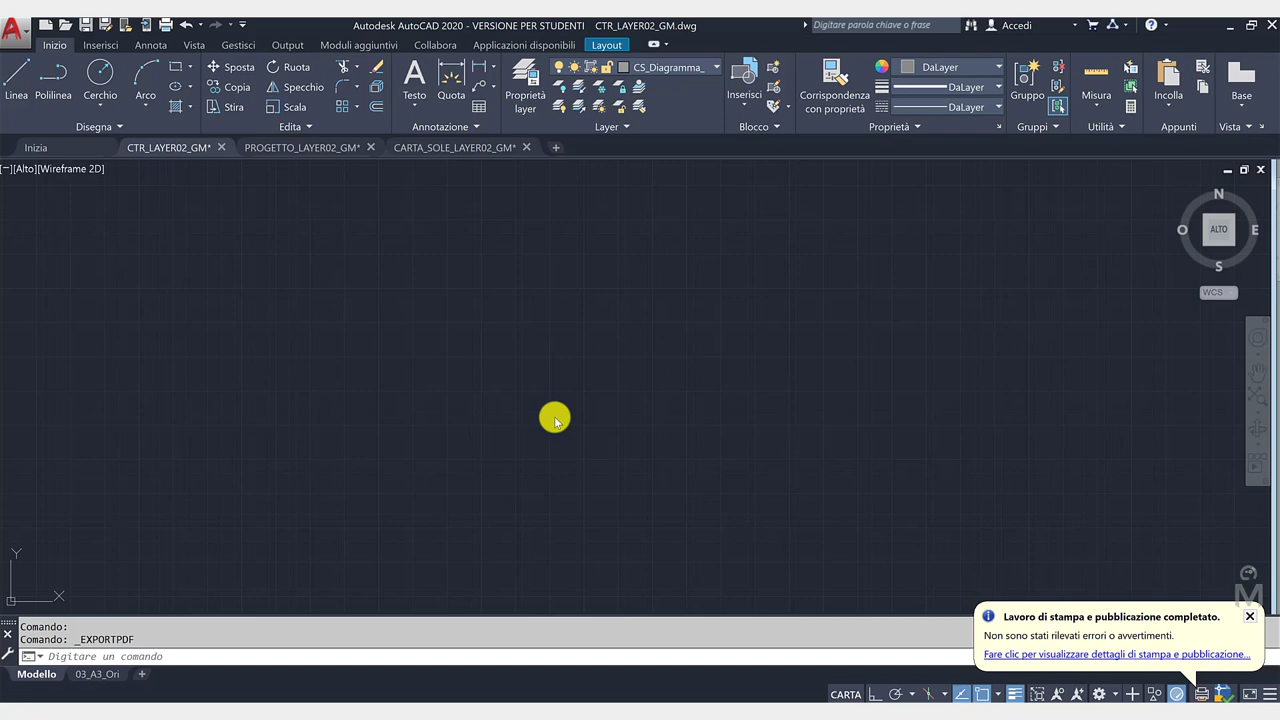 Autodesk AutoCAD 2020 - VERSIONE PER STUDENTI CTR_LAYER02_GM.dwg
Digitare parola chiave o frase
Accedi
Inizio Inserisci Annota Vista Gestisci Output Moduli aggiuntivi Collabora Applicazioni disponibili Layout
Linea Polilinea Cerchio Arco
Sposta Ruota
Copia Specchio
Stira Scala
Testo Quota
Proprietà layer
CS_Diagramma_
Inserisci
Corrispondenza con proprietà
DaLayer
DaLayer
DaLayer
Gruppo
Misura
Incolla
Base
Disegna Edita Annotazione Layer Blocco Proprietà Gruppi Utilità Appunti Vista
Inizia CTR_LAYER02_GM* PROGETTO_LAYER02_GM* CARTA_SOLE_LAYER02_GM*
[−][Alto][Wireframe 2D]
N
O ALTO E
S
WCS
Y
X
GM
Lavoro di stampa e pubblicazione completato.
Non sono stati rilevati errori o avvertimenti.
Fare clic per visualizzare dettagli di stampa e pubblicazione...
Comando:
Comando: _EXPORTPDF
Digitare un comando
Modello 03_A3_Ori
CARTA